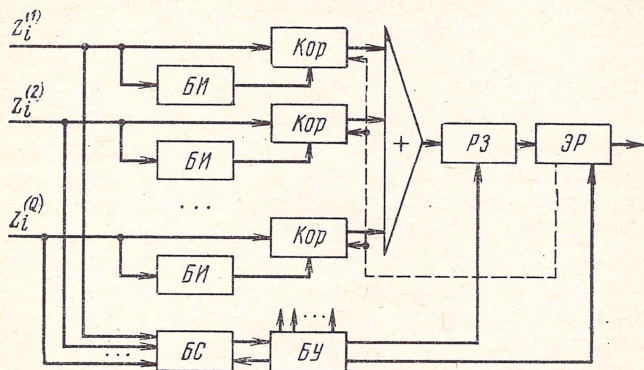 Z_i^{(1)}
Кор
БИ
Z_i^{(2)}
Кор
БИ
+
РЗ
ЭР
...
Z_i^{(Q)}
Кор
БИ
...
...
БС
БУ